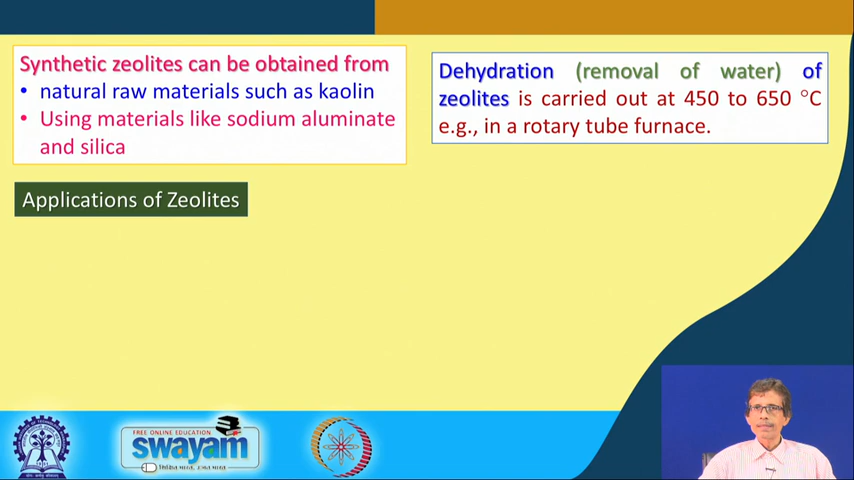 Synthetic zeolites can be obtained from
• natural raw materials such as kaolin
• Using materials like sodium aluminate
and silica
Dehydration (removal of water) of
zeolites is carried out at 450 to 650 °C
e.g., in a rotary tube furnace.
Applications of Zeolites
FREE ONLINE EDUCATION
swayam